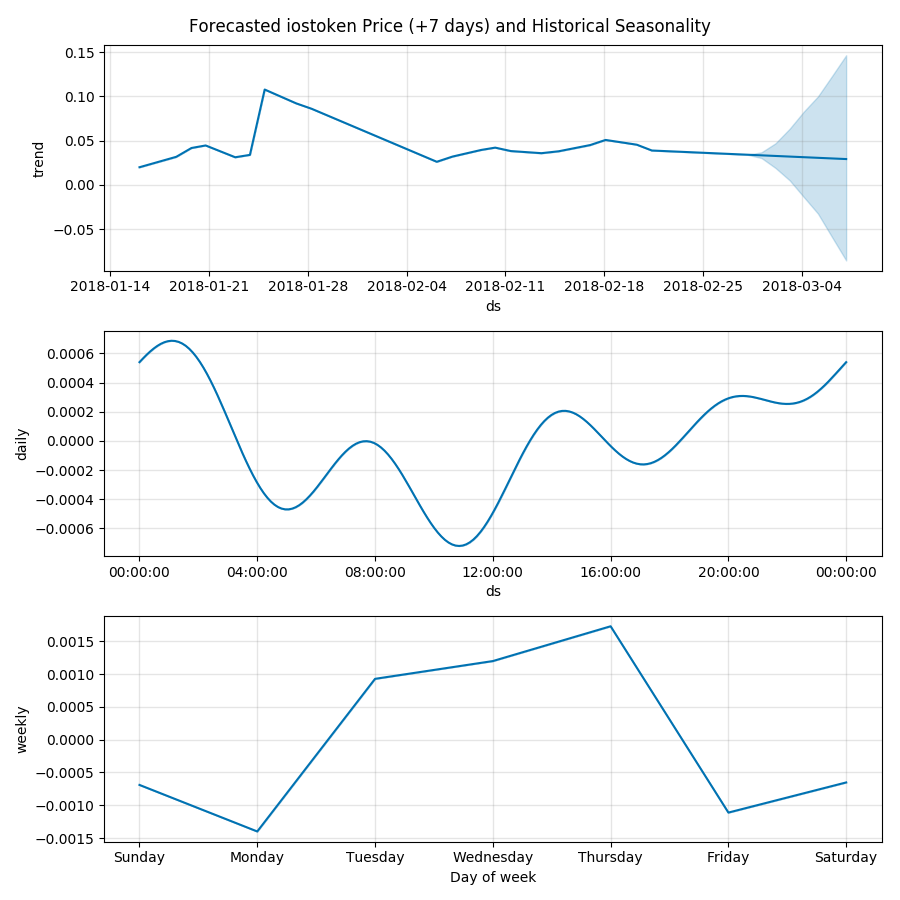 Forecasted iostoken Price (+7 days) and Historical Seasonality
0.15
0.10
0.05
0.00
−0.05
trend
2018-01-14 2018-01-21 2018-01-28 2018-02-04 2018-02-11 2018-02-18 2018-02-25 2018-03-04
ds
0.0006
0.0004
0.0002
0.0000
−0.0002
−0.0004
−0.0006
daily
00:00:00 04:00:00 08:00:00 12:00:00 16:00:00 20:00:00 00:00:00
ds
0.0015
0.0010
0.0005
0.0000
−0.0005
−0.0010
−0.0015
weekly
Sunday Monday Tuesday Wednesday Thursday Friday Saturday
Day of week